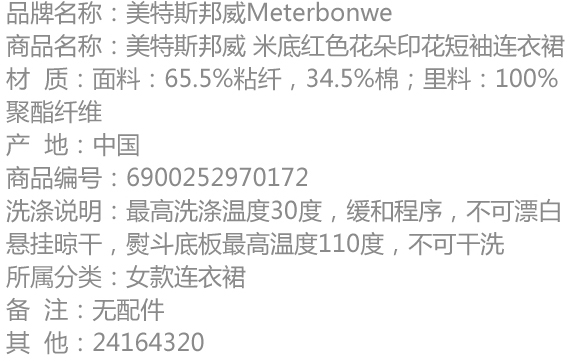 品牌名称：美特斯邦威Meterbonwe
商品名称：美特斯邦威 米底红色花朵印花短袖连衣裙
材  质：面料：65.5%粘纤，34.5%棉；里料：100%
聚酯纤维
产  地：中国
商品编号：6900252970172
洗涤说明：最高洗涤温度30度，缓和程序，不可漂白
悬挂晾干，熨斗底板最高温度110度，不可干洗
所属分类：女款连衣裙
备  注：无配件
其  他：24164320